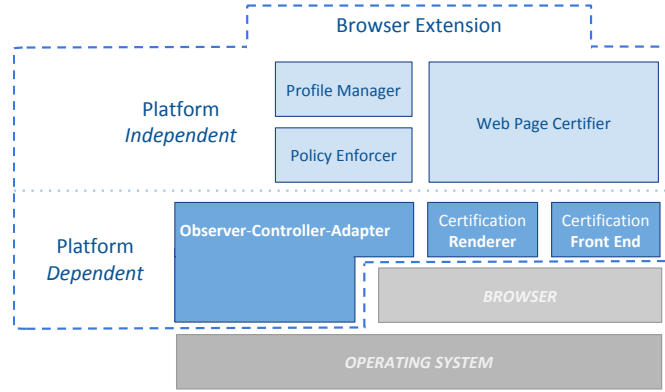 Browser Extension
Profile Manager
Platform
Independent
Web Page Certifier
Policy Enforcer
Observer-Controller-Adapter
Certification
Renderer
Certification
Front End
Platform
Dependent
BROWSER
OPERATING SYSTEM